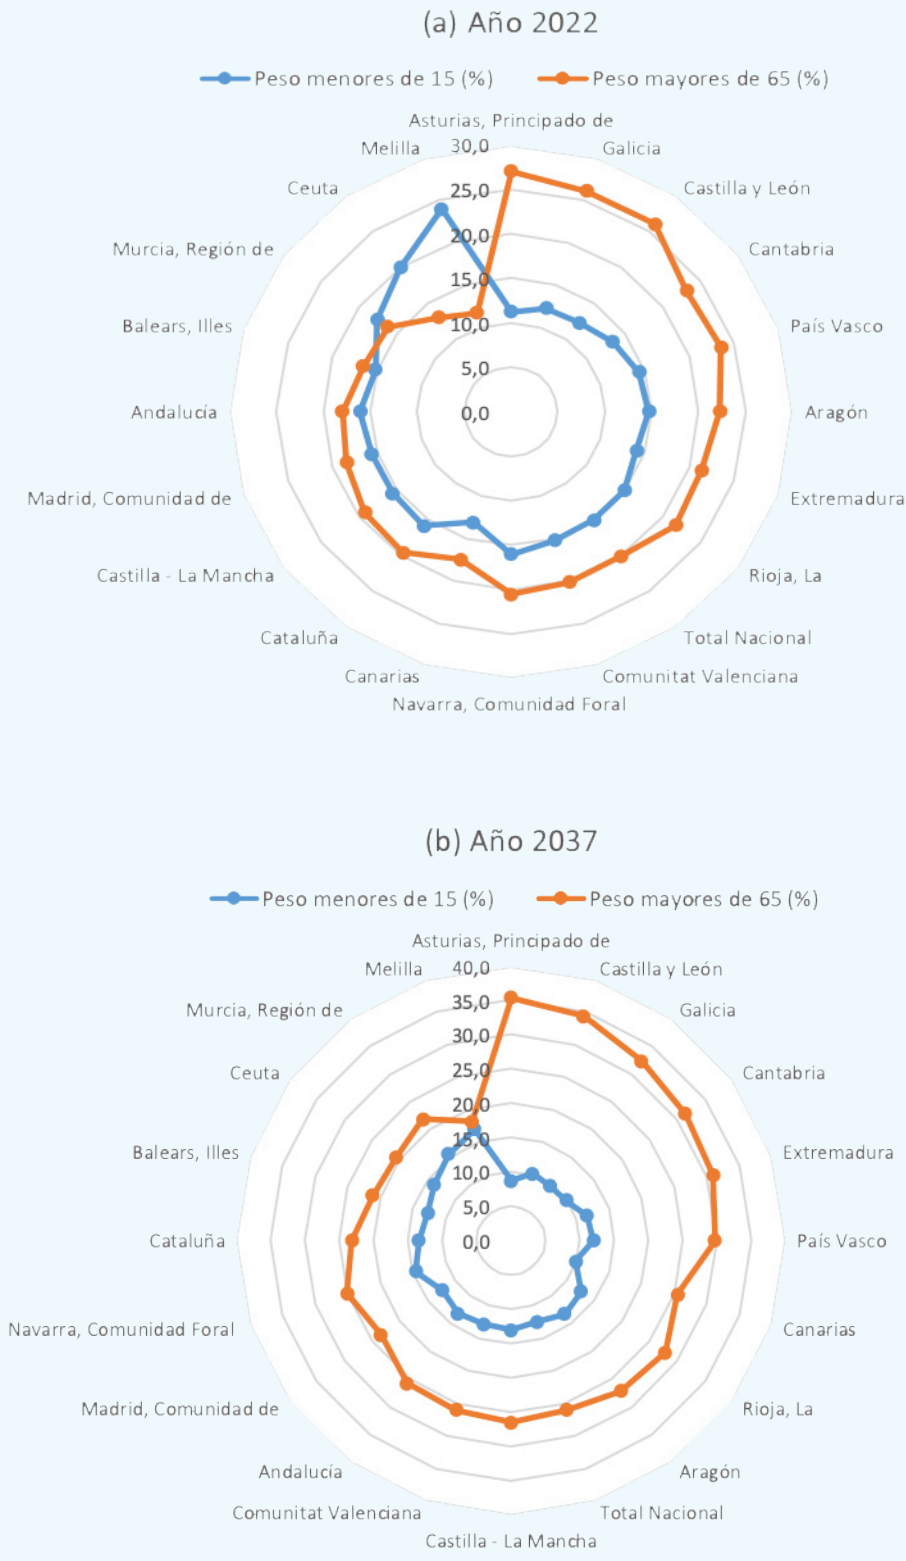 (a) Año 2022
Peso menores de 15 (%) Peso mayores de 65 (%)
Asturias, Principado de
30,0
Melilla
Galicia
Ceuta
Castilla y León
25,0
Murcia, Región de
Cantabria
20,0
15,0
Balears, Illes
País Vasco
10,0
5,0
Andalucía
0,0
Aragón
Madrid, Comunidad de
Extremadura
Castilla - La Mancha
Rioja, La
Cataluña
Total Nacional
Canarias
Comunitat Valenciana
Navarra, Comunidad Foral
(b) Año 2037
Peso menores de 15 (%) Peso mayores de 65 (%)
Asturias, Principado de
40,0
Melilla
Castilla y León
35,0
Murcia, Región de
Galicia
30,0
25,0
Ceuta
Cantabria
20,0
15,0
Balears, Illes
Extremadura
10,0
5,0
Cataluña
0,0
País Vasco
Navarra, Comunidad Foral
Canarias
Madrid, Comunidad de
Rioja, La
Andalucía
Aragón
Comunitat Valenciana
Total Nacional
Castilla - La Mancha